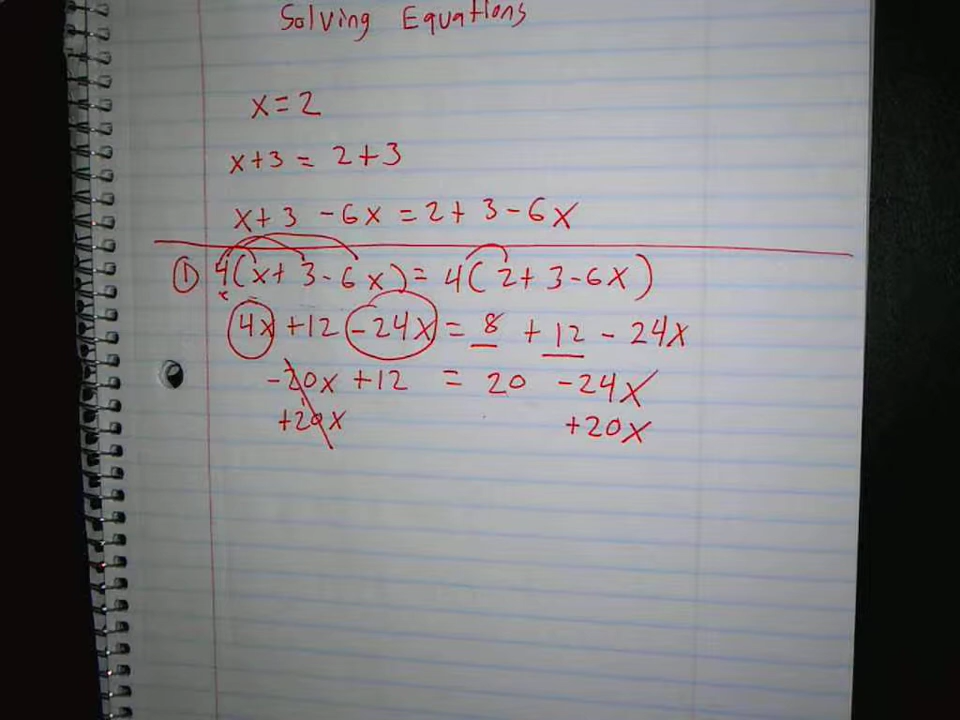 Solving Equations
x = 2
x + 3 = 2 + 3
x + 3 - 6x = 2 + 3 - 6x
① 4(x + 3 - 6x) = 4(2 + 3 - 6x)
4x + 12 - 24x = 8 + 12 - 24x
-20x + 12 = 20 - 24x
+20x +20x